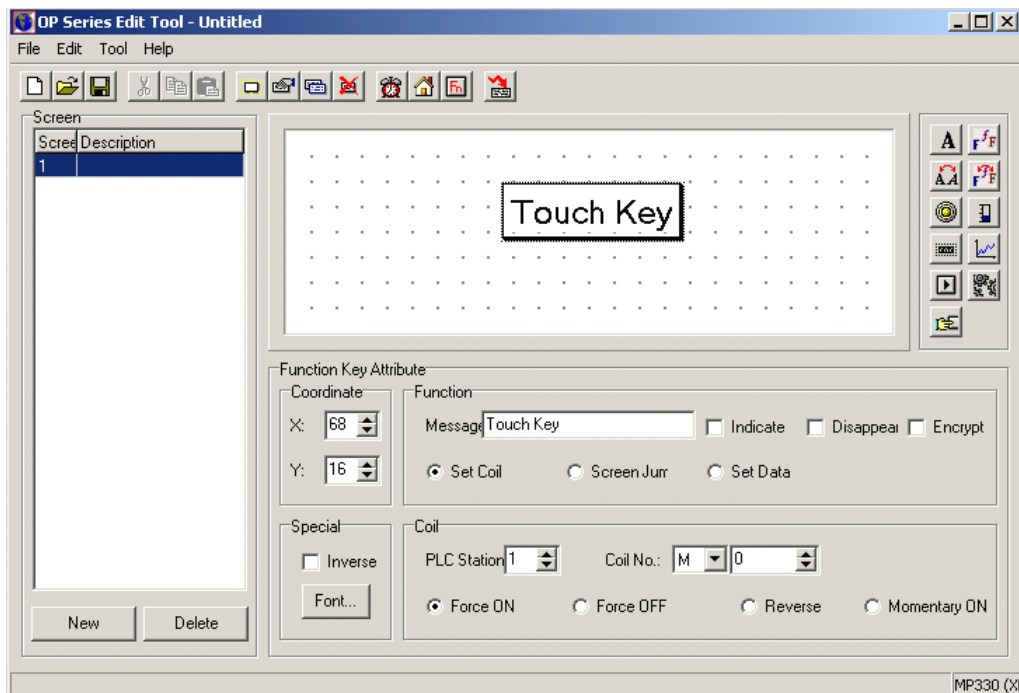 OP Series Edit Tool - Untitled
File Edit Tool Help
Screen
Scree Description
1
New Delete
Touch Key
Function Key Attribute
Coordinate
X: 68
Y: 16
Function
Message Touch Key Indicate Disappear Encrypt
Set Coil Screen Jum Set Data
Special
Inverse
Font...
Coil
PLC Station 1 Coil No.: M 0
Force ON Force OFF Reverse Momentary ON
MP330 (X